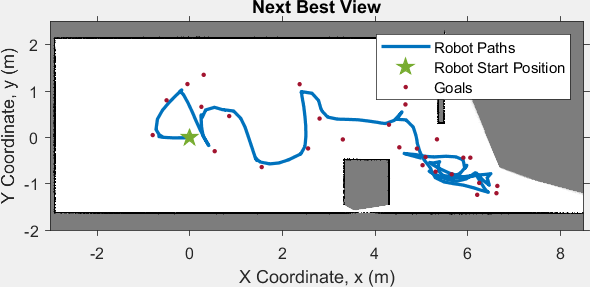 Next Best View
Robot Paths
Robot Start Position
Goals
Y Coordinate, y (m)
2
1
0
-1
-2
-2 0 2 4 6 8
X Coordinate, x (m)